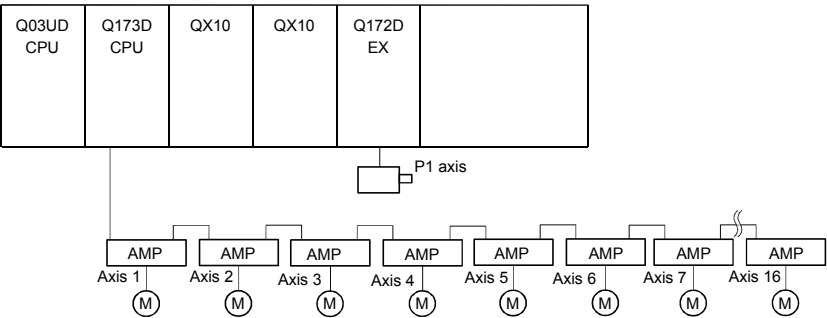 Q03UD Q173D QX10 QX10 Q172D
CPU CPU EX
P1 axis
AMP AMP AMP AMP AMP AMP AMP AMP
Axis 1 Axis 2 Axis 3 Axis 4 Axis 5 Axis 6 Axis 7 Axis 16
M M M M M M M M